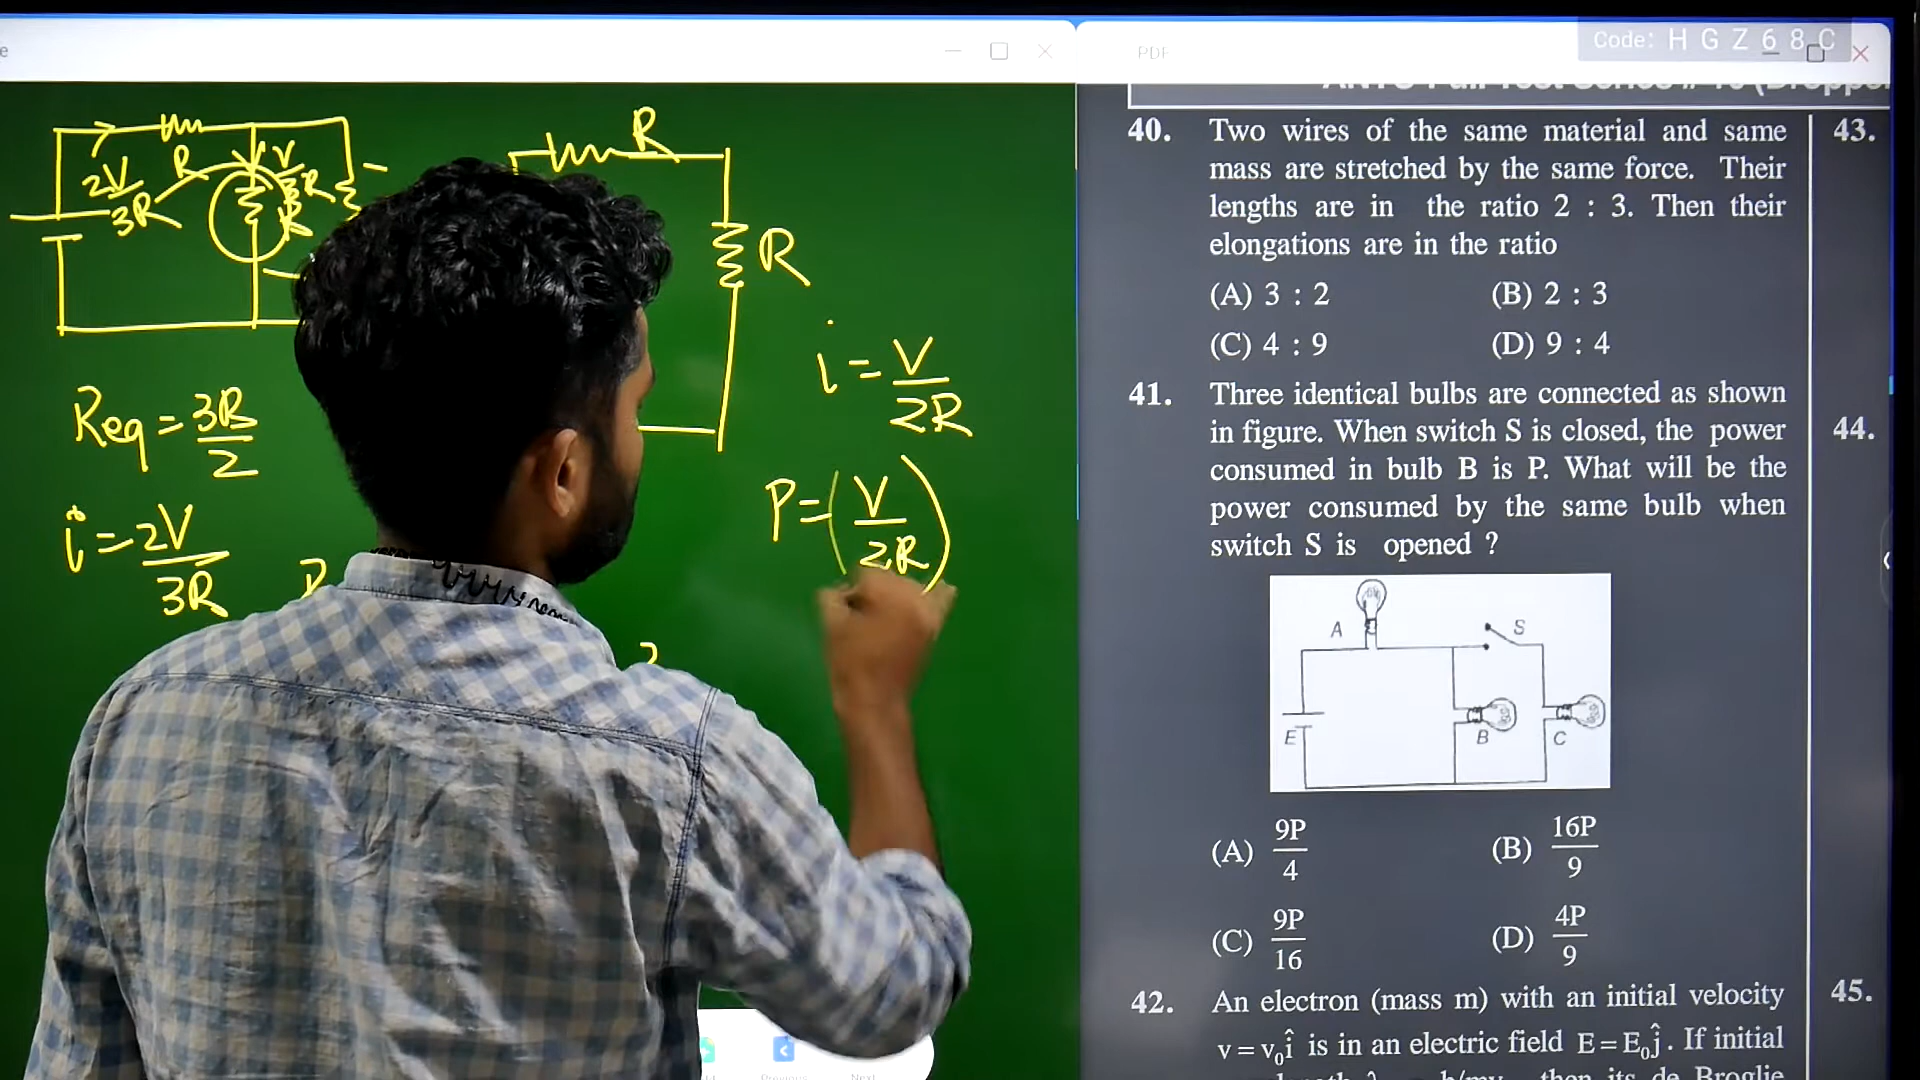 PDF
Code: H G Z 6 8 C
R
R
2V
3R
R
V
3R
R
Req = 3R
2
i = 2V
3R
i = V
2R
P = ( V
2R )
40. Two wires of the same material and same
mass are stretched by the same force. Their
lengths are in the ratio 2 : 3. Then their
elongations are in the ratio
(A) 3 : 2 (B) 2 : 3
(C) 4 : 9 (D) 9 : 4
41. Three identical bulbs are connected as shown
in figure. When switch S is closed, the power
consumed in bulb B is P. What will be the
power consumed by the same bulb when
switch S is opened ?
A
S
E
B
C
(A) 9P/4 (B) 16P/9
(C) 9P/16 (D) 4P/9
42. An electron (mass m) with an initial velocity
v = v₀î is in an electric field E = E₀ĵ. If initial
43.
44.
45.
Next